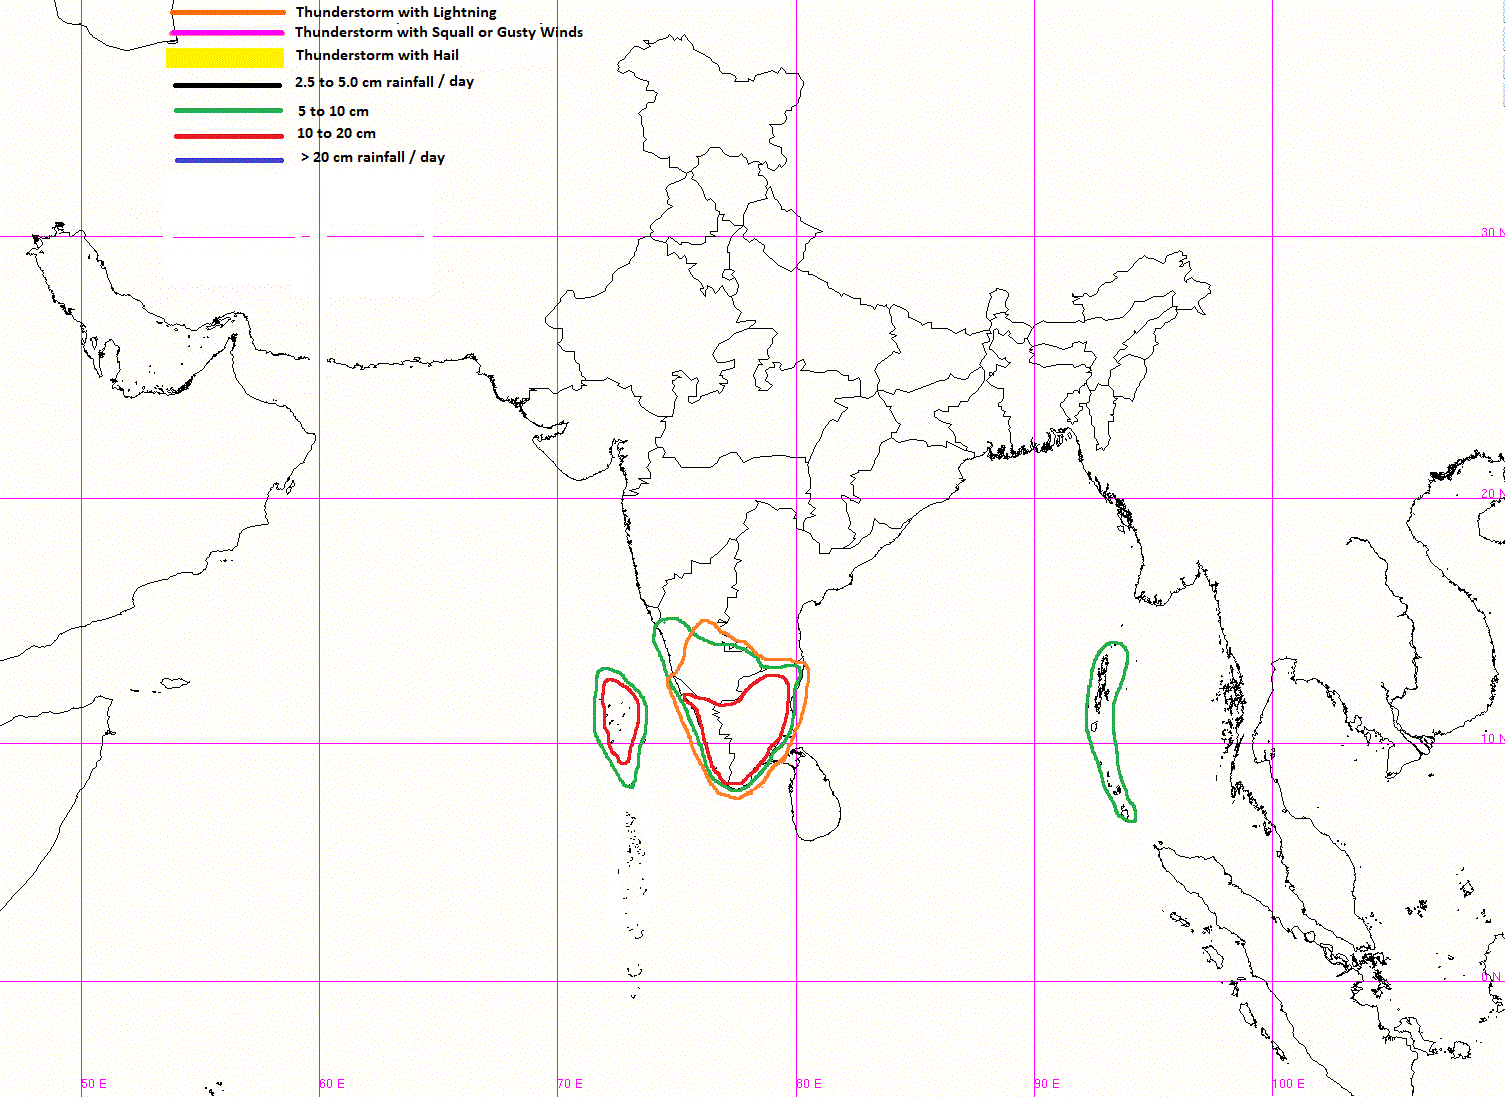 Thunderstorm with Lightning
Thunderstorm with Squall or Gusty Winds
Thunderstorm with Hail
2.5 to 5.0 cm rainfall / day
5 to 10 cm
10 to 20 cm
> 20 cm rainfall / day
30 N
20 N
10 N
0 N
50 E
60 E
70 E
80 E
90 E
100 E